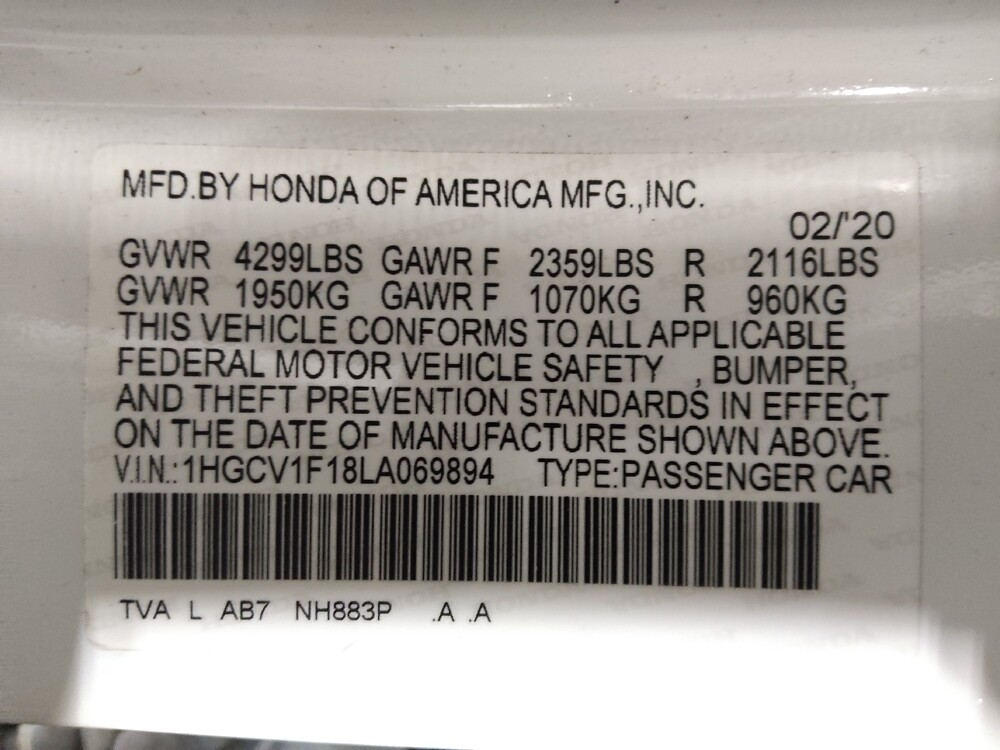 MFD.BY HONDA OF AMERICA MFG.,INC.
02/'20
GVWR 4299LBS GAWR F 2359LBS R 2116LBS
GVWR 1950KG GAWR F 1070KG R 960KG
THIS VEHICLE CONFORMS TO ALL APPLICABLE
FEDERAL MOTOR VEHICLE SAFETY , BUMPER,
AND THEFT PREVENTION STANDARDS IN EFFECT
ON THE DATE OF MANUFACTURE SHOWN ABOVE.
V.I.N.:1HGCV1F18LA069894 TYPE:PASSENGER CAR
TVA L AB7 NH883P .A .A